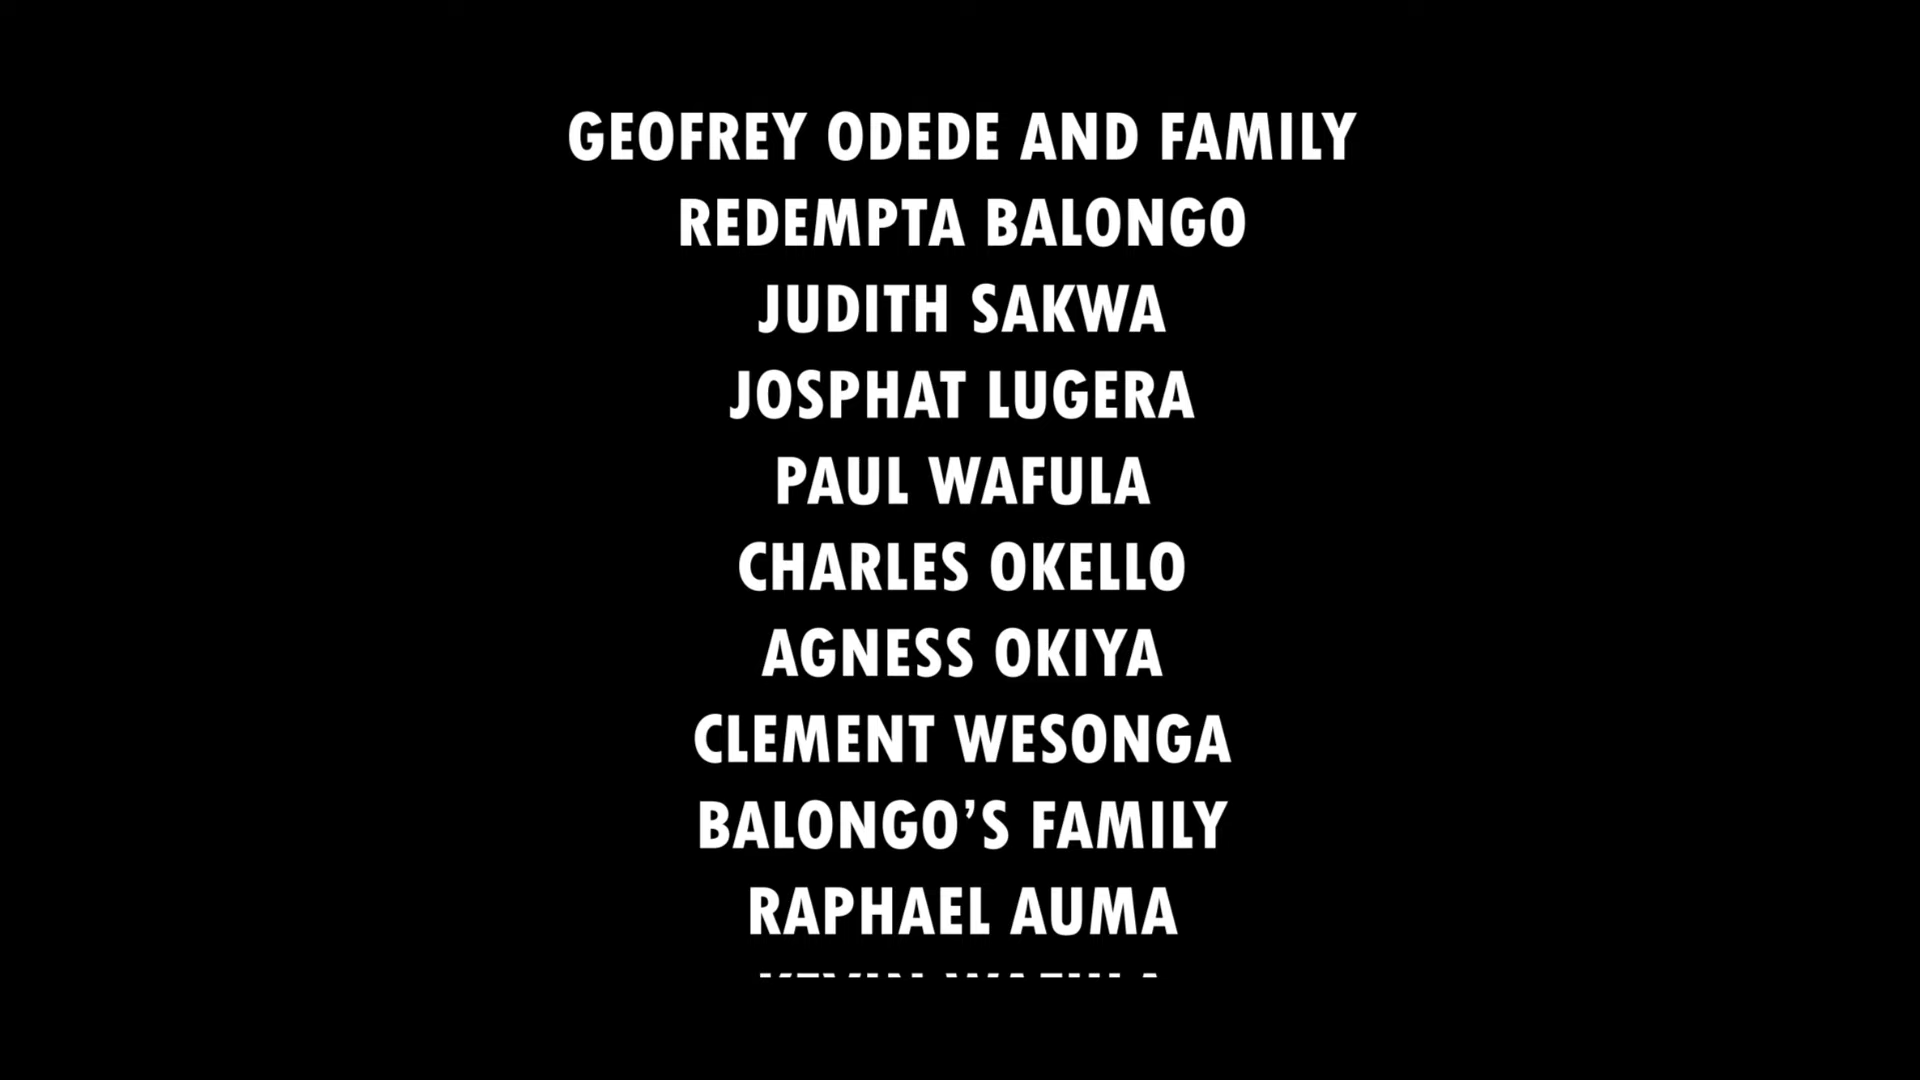 GEOFREY ODEDE AND FAMILY
REDEMPTA BALONGO
JUDITH SAKWA
JOSPHAT LUGERA
PAUL WAFULA
CHARLES OKELLO
AGNESS OKIYA
CLEMENT WESONGA
BALONGO’S FAMILY
RAPHAEL AUMA